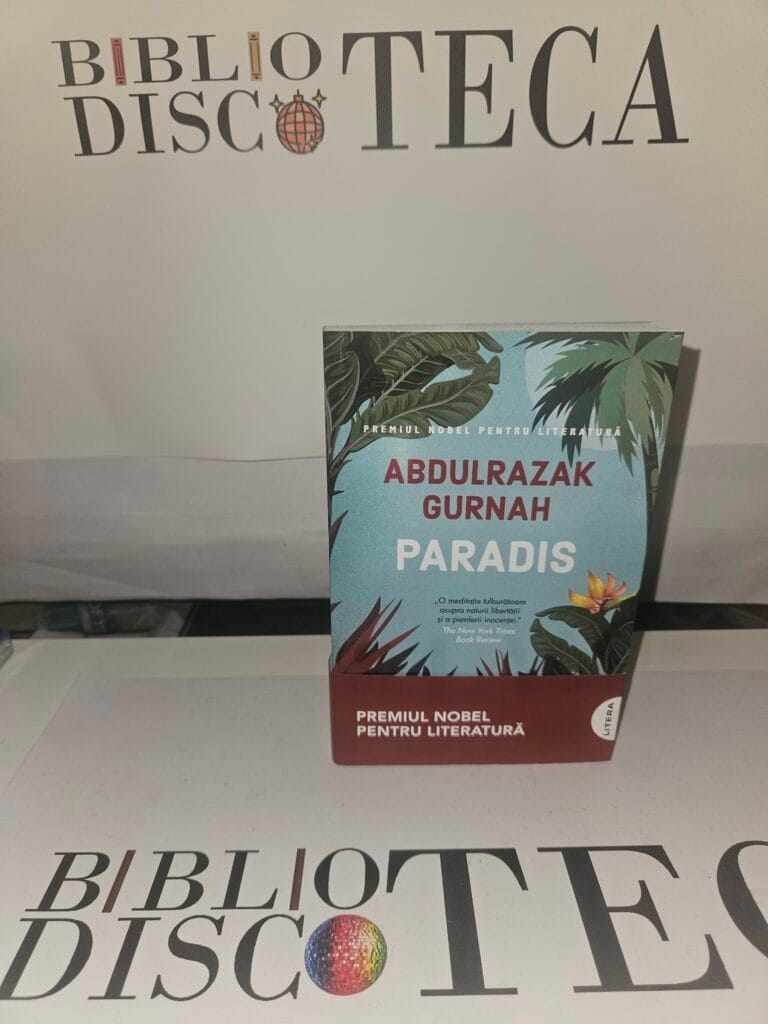 BIBLIO
DISCOTECA
PREMIUL NOBEL PENTRU LITERATURĂ
ABDULRAZAK
GURNAH
PARADIS
„O meditație tulburătoare
asupra naturii libertății
și a pierderii inocenței.”
The New York Times
Book Review
PREMIUL NOBEL
PENTRU LITERATURĂ
LITERA
BIBLIO
DISCOTEC